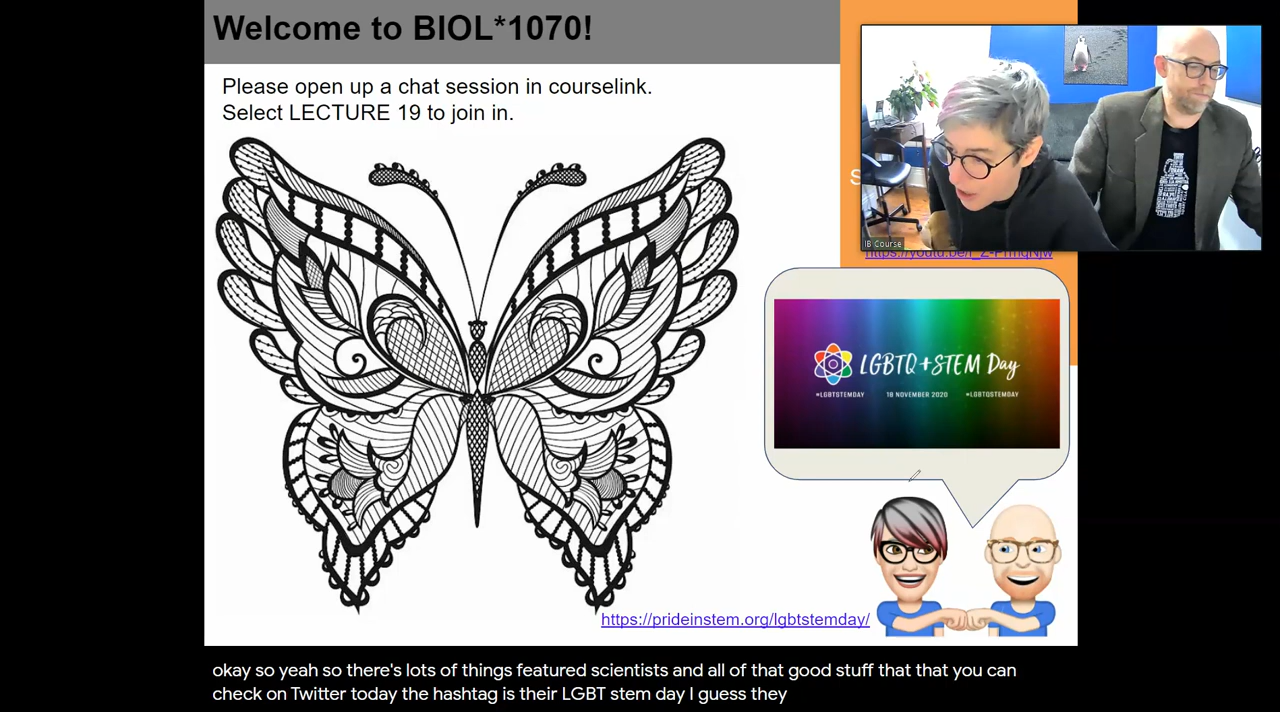 Welcome to BIOL*1070!
Please open up a chat session in courselink.
Select LECTURE 19 to join in.
S
IB Course
LGBTQ+STEM Day
#LGBTSTEMDAY 18 NOVEMBER 2020 #LGBTQSTEMDAY
https://prideinstem.org/lgbtstemday/
okay so yeah so there's lots of things featured scientists and all of that good stuff that that you can
check on Twitter today the hashtag is their LGBT stem day I guess they